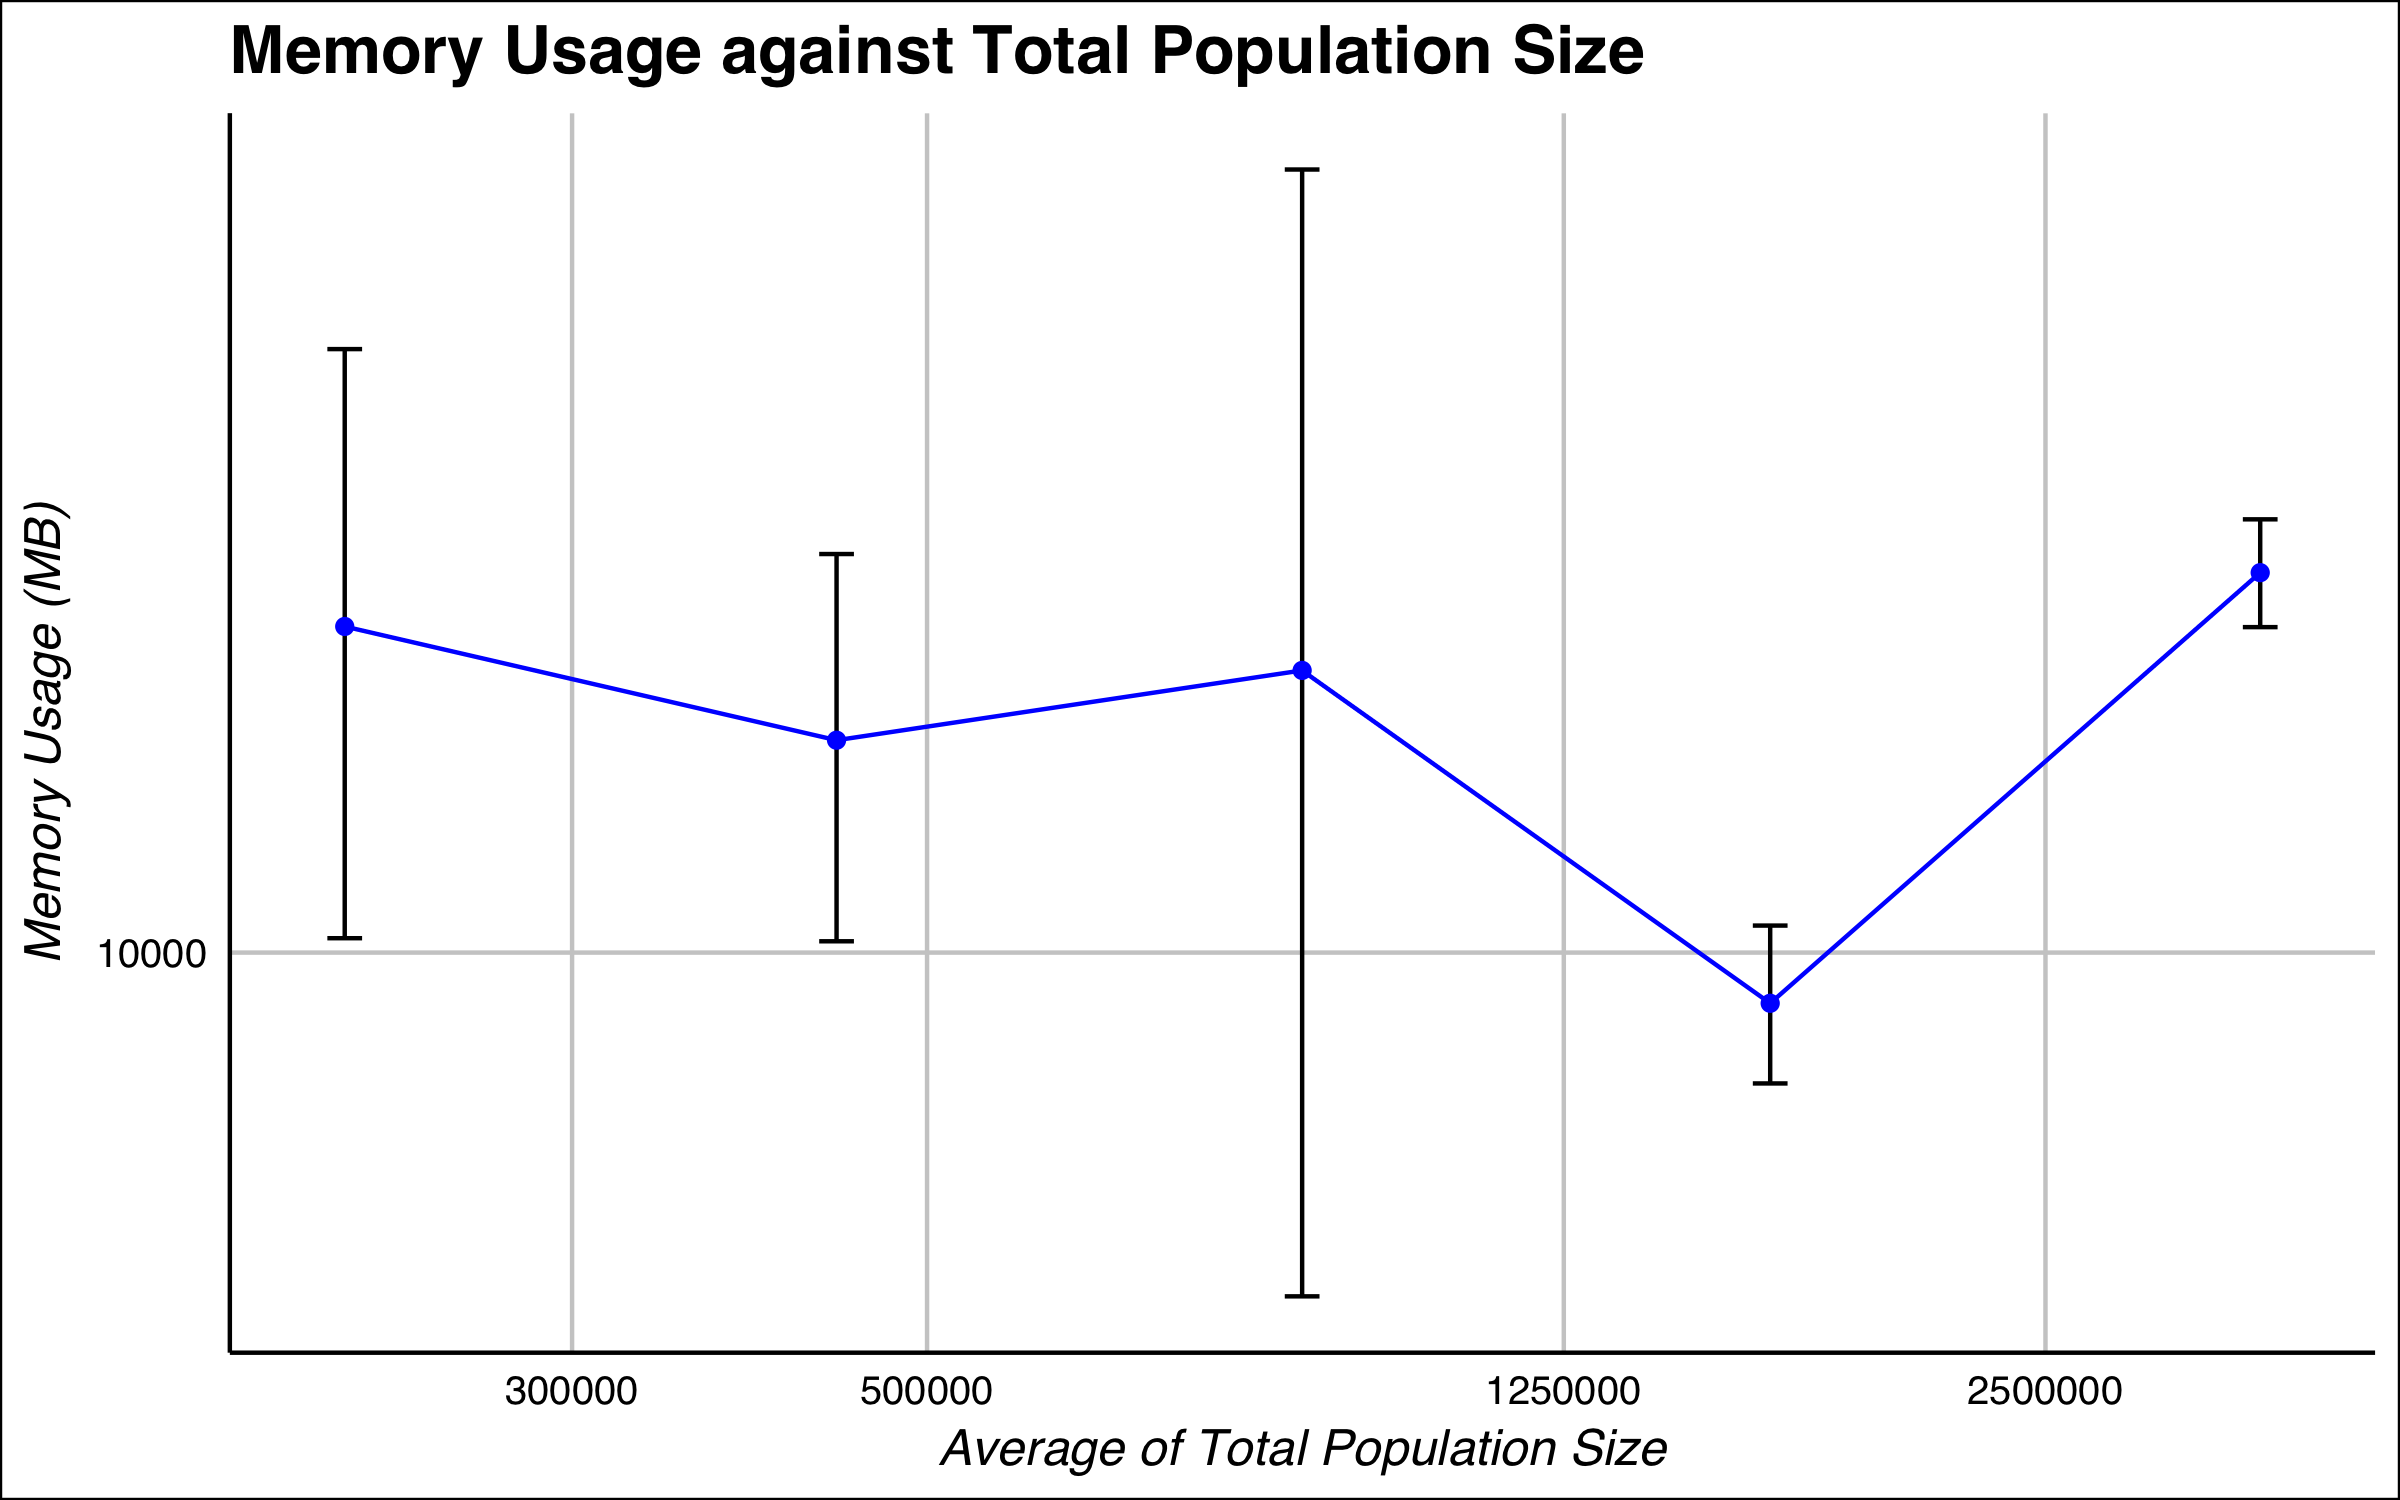 Memory Usage against Total Population Size
Memory Usage (MB)
10000
300000 500000 1250000 2500000
Average of Total Population Size